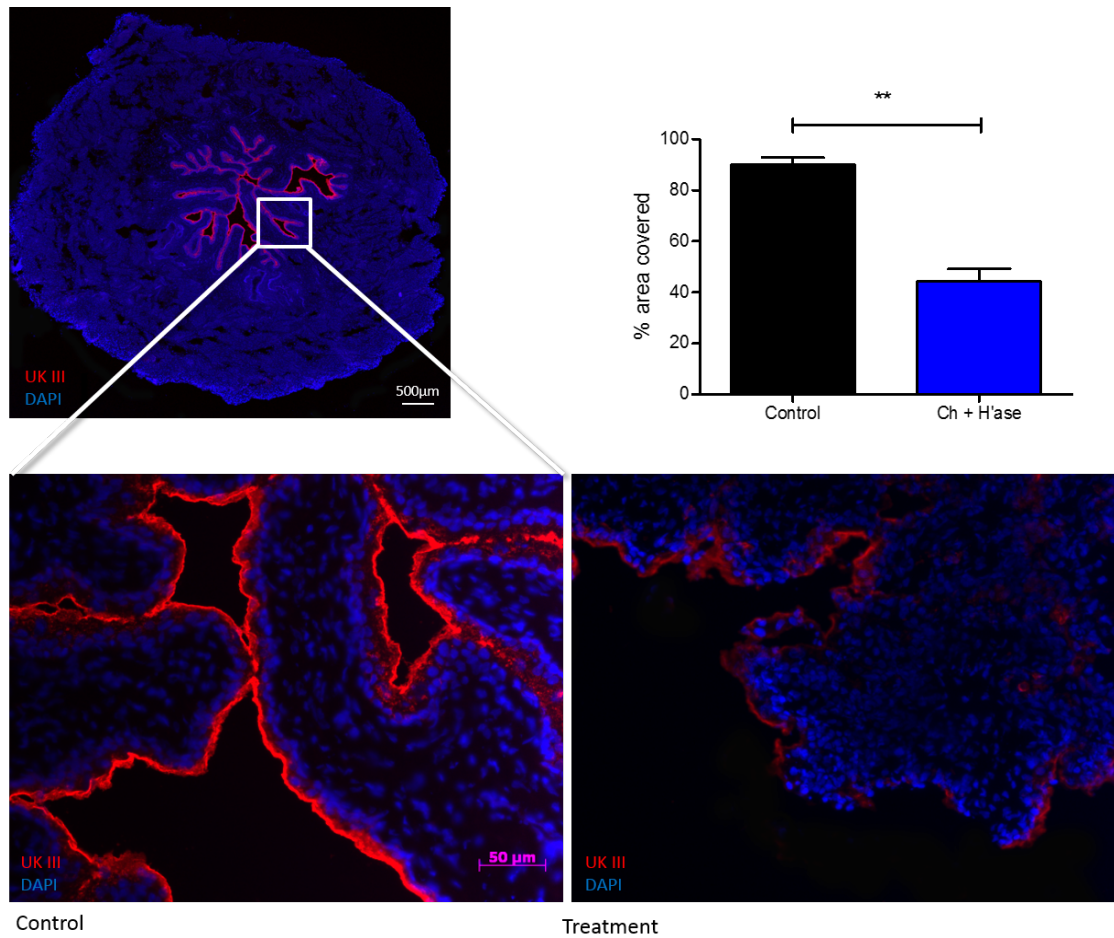 UK III
DAPI
500µm
**
% area covered
100
80
60
40
20
0
Control
Ch + H'ase
UK III
DAPI
50 µm
UK III
DAPI
Control
Treatment